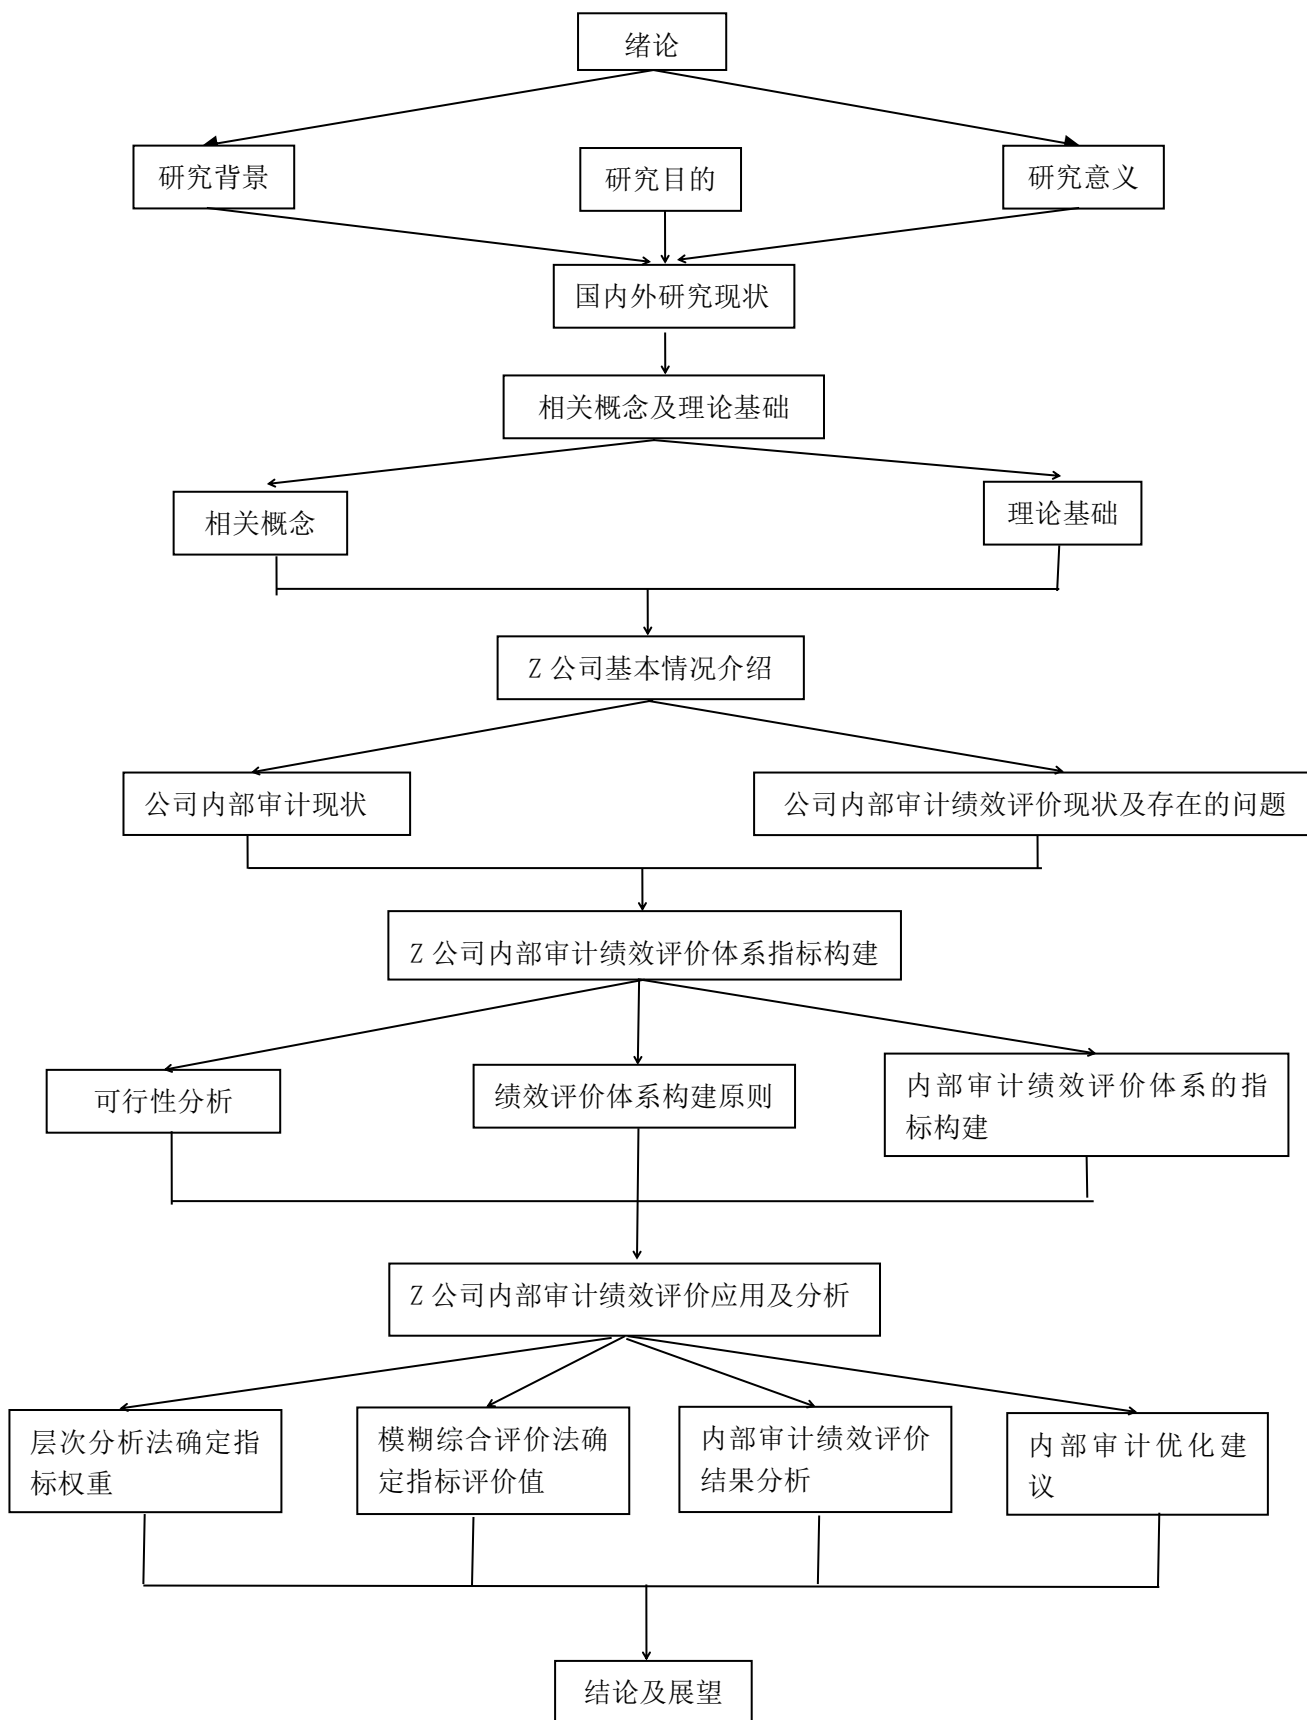 绪论
研究背景
研究目的
研究意义
国内外研究现状
相关概念及理论基础
相关概念
理论基础
Z 公司基本情况介绍
公司内部审计现状
公司内部审计绩效评价现状及存在的问题
Z 公司内部审计绩效评价体系指标构建
可行性分析
绩效评价体系构建原则
内部审计绩效评价体系的指
标构建
Z 公司内部审计绩效评价应用及分析
层次分析法确定指
标权重
模糊综合评价法确
定指标评价值
内部审计绩效评价
结果分析
内部审计优化建
议
结论及展望